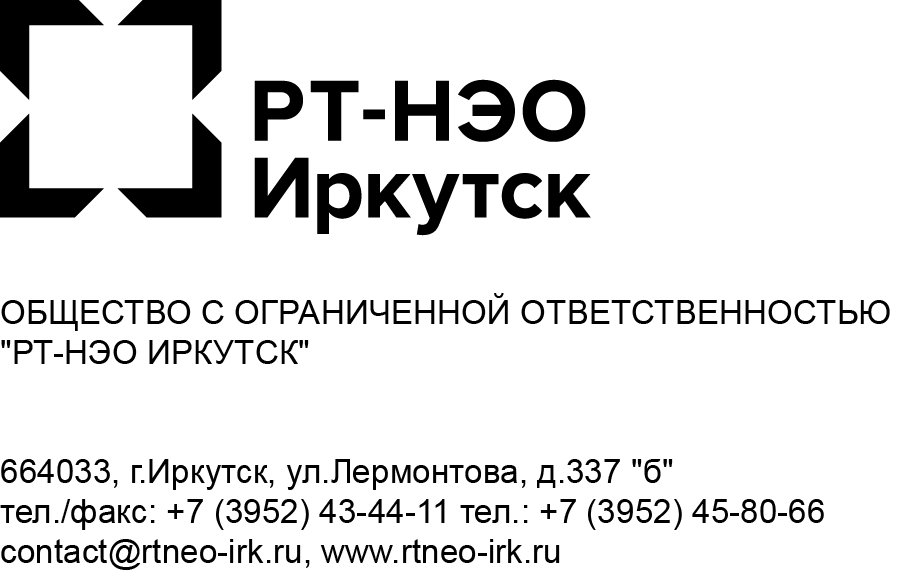 РТ-НЭО
Иркутск
ОБЩЕСТВО С ОГРАНИЧЕННОЙ ОТВЕТСТВЕННОСТЬЮ
"РТ-НЭО ИРКУТСК"
664033, г.Иркутск, ул.Лермонтова, д.337 "б"
тел./факс: +7 (3952) 43-44-11 тел.: +7 (3952) 45-80-66
contact@rtneo-irk.ru, www.rtneo-irk.ru